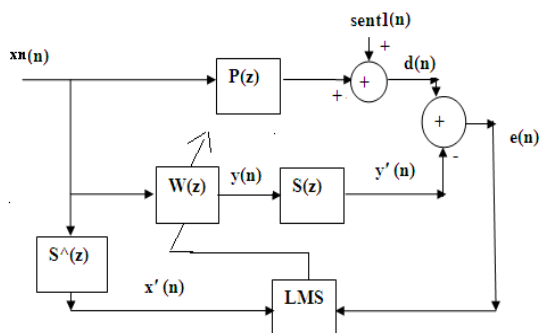 sent1(n)
xn(n)
+
d(n)
P(z)
+
+
+
e(n)
-
W(z)
y(n)
S(z)
y' (n)
S^(z)
x' (n)
LMS